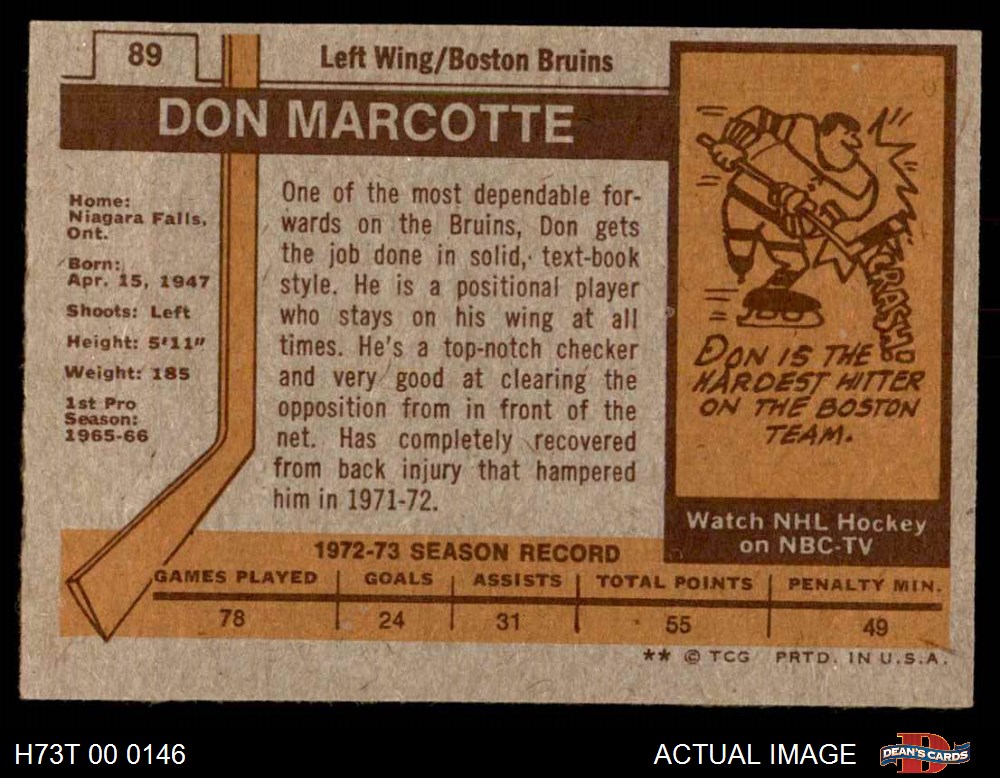 89
Left Wing/Boston Bruins
DON MARCOTTE
Home:
Niagara Falls,
Ont.
Born:
Apr. 15, 1947
Shoots: Left
Height: 5'11"
Weight: 185
1st Pro
Season:
1965-66
One of the most dependable for-
wards on the Bruins, Don gets
the job done in solid, text-book
style. He is a positional player
who stays on his wing at all
times. He's a top-notch checker
and very good at clearing the
opposition from in front of the
net. Has completely recovered
from back injury that hampered
him in 1971-72.
CRASH!
DON IS THE
HARDEST HITTER
ON THE BOSTON
TEAM.
Watch NHL Hockey
on NBC-TV
1972-73 SEASON RECORD
GAMES PLAYED GOALS ASSISTS TOTAL POINTS PENALTY MIN.
78 24 31 55 49
** © TCG PRTD. IN U.S.A.
H73T 00 0146
ACTUAL IMAGE
DEAN'S CARDS